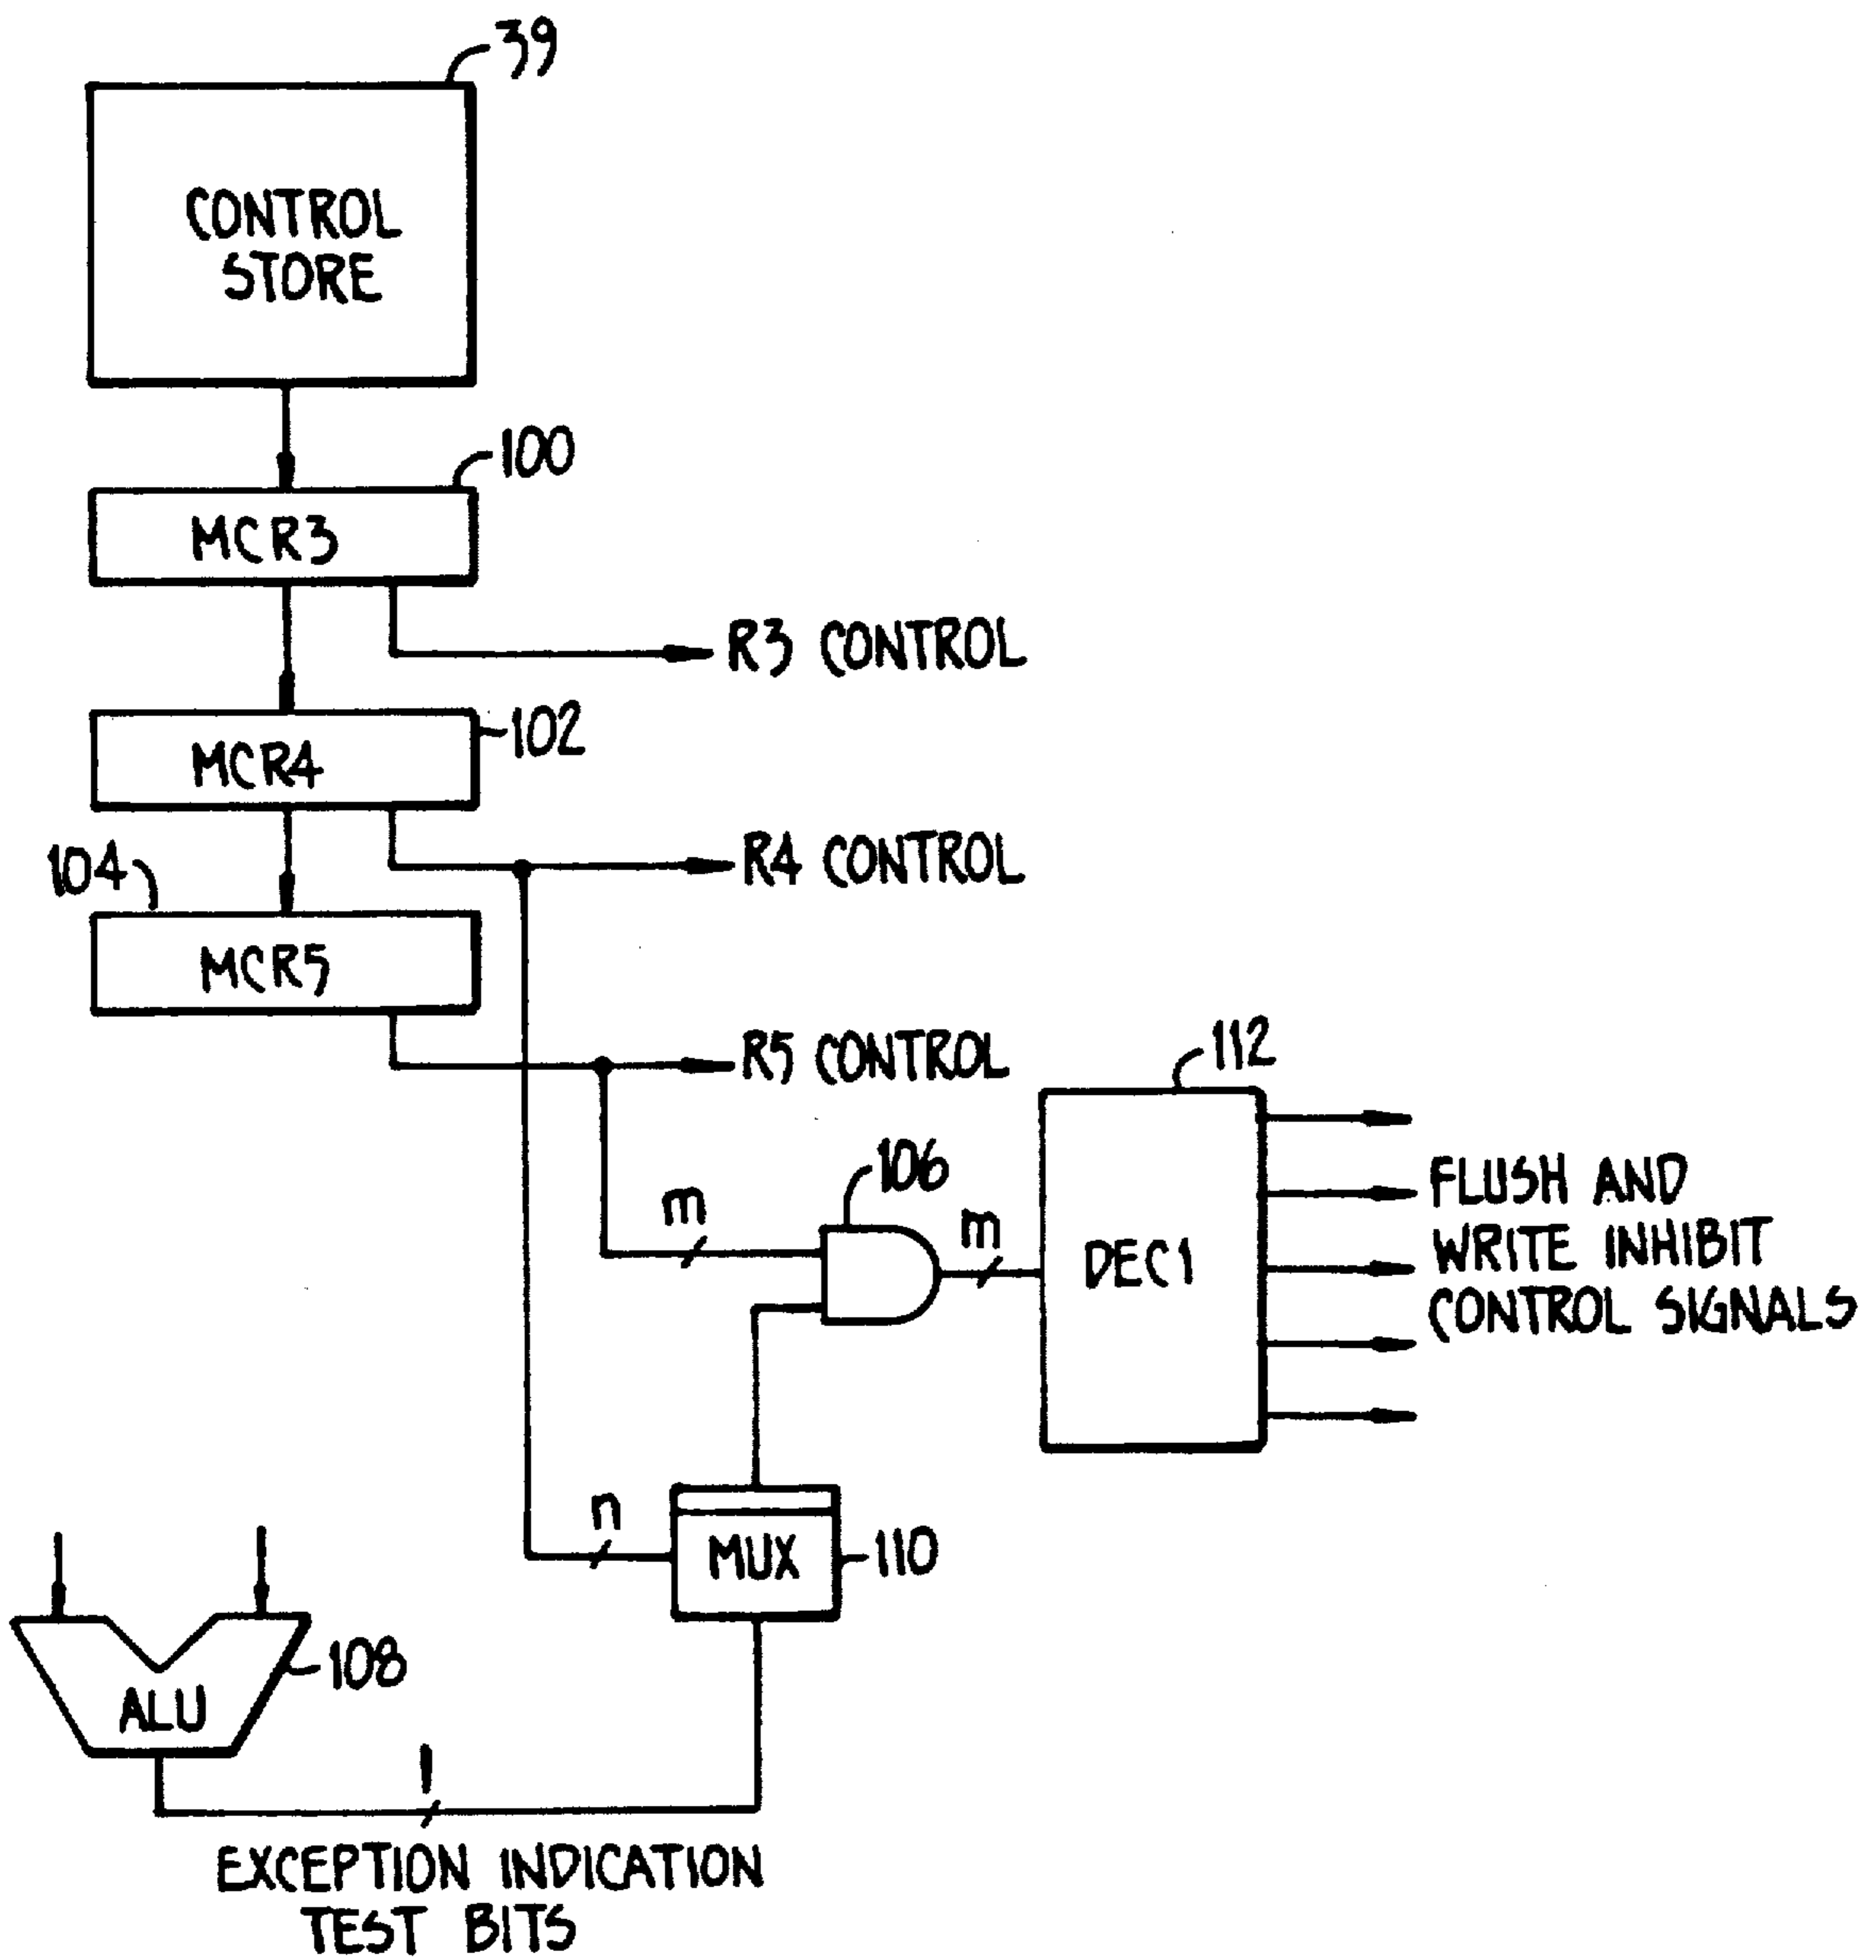 39
CONTROL
STORE
100
MCR3
R3 CONTROL
102
MCR4
104
R4 CONTROL
MCR5
R5 CONTROL
112
106
m
m
FLUSH AND
WRITE INHIBIT
CONTROL SIGNALS
DEC1
n
MUX
110
108
ALU
l
EXCEPTION INDICATION
TEST BITS